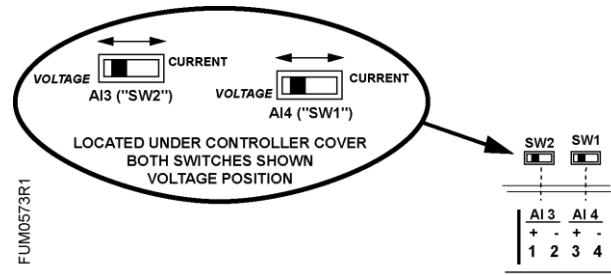 VOLTAGE CURRENT
AI3 ("SW2")
VOLTAGE CURRENT
AI4 ("SW1")
LOCATED UNDER CONTROLLER COVER
BOTH SWITCHES SHOWN
VOLTAGE POSITION
FUM0573R1
SW2 SW1
AI 3 AI 4
+ - + -
1 2 3 4